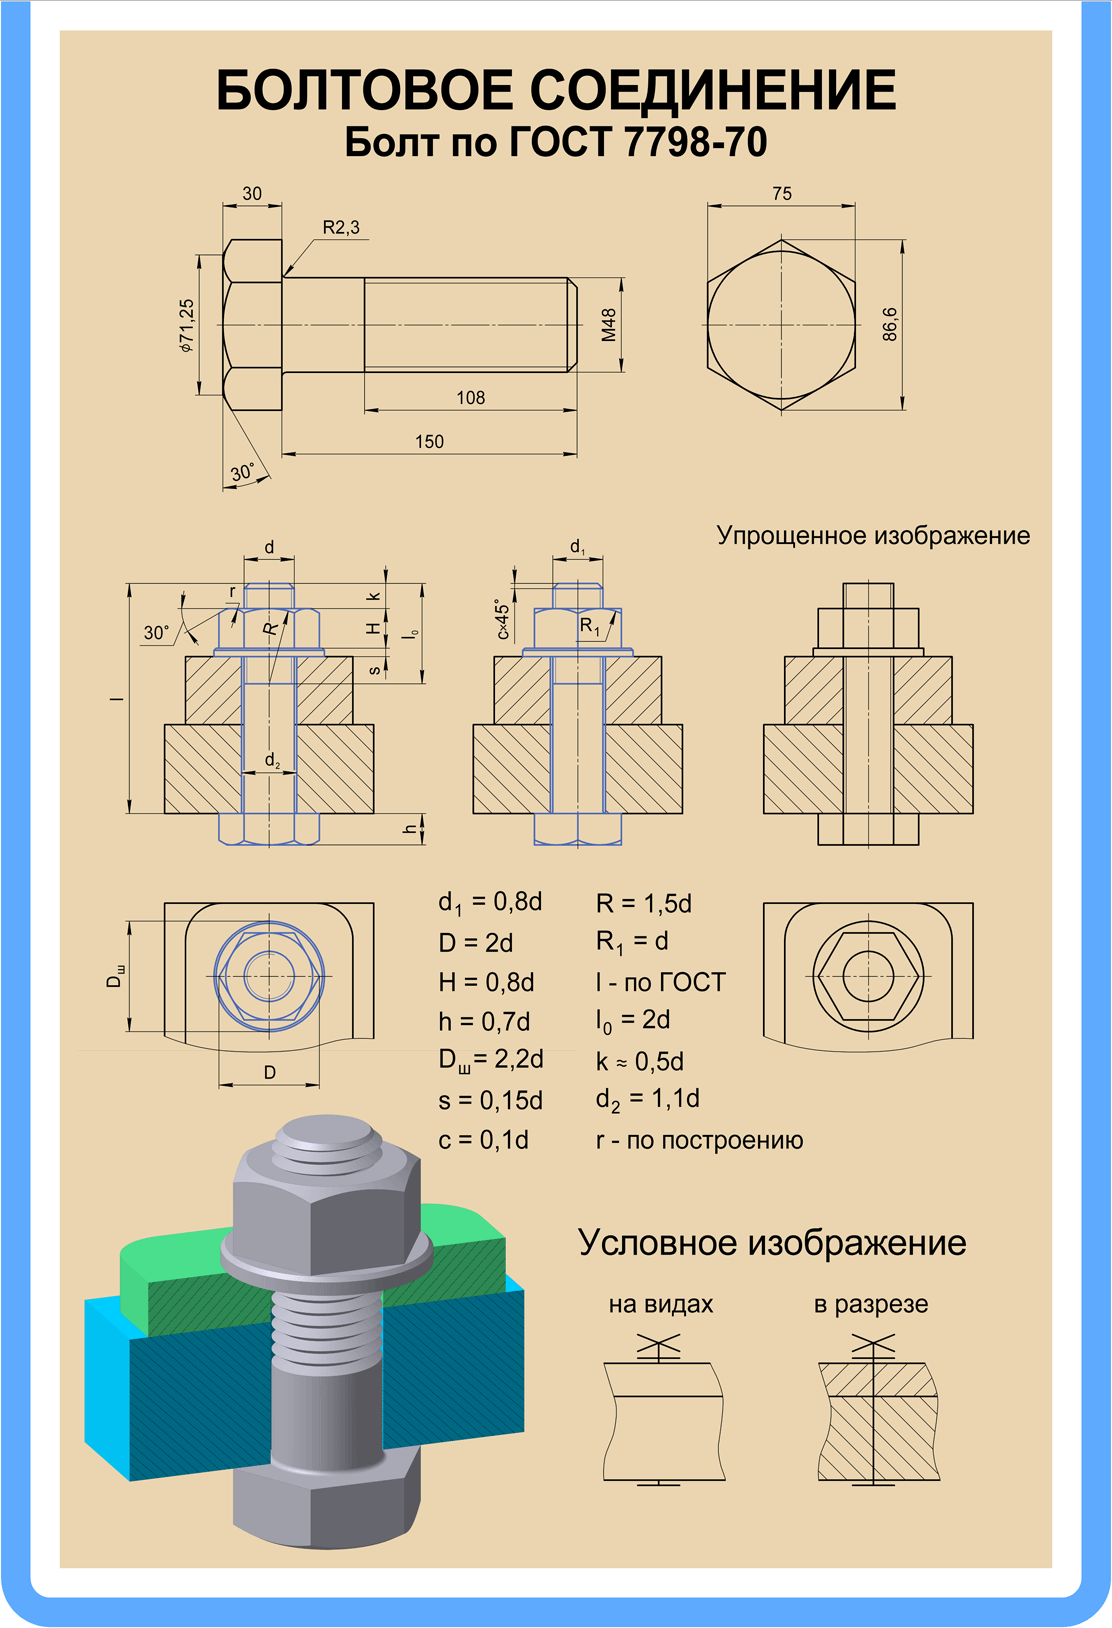 БОЛТОВОЕ СОЕДИНЕНИЕ
Болт по ГОСТ 7798-70
30
R2,3
75
⌀71,25
М48
86,6
108
150
30°
Упрощенное изображение
d
d₁
r
k
30°
R
H
l₀
c×45°
R₁
s
l
d₂
h
d₁ = 0,8d
D = 2d
H = 0,8d
h = 0,7d
Dш = 2,2d
s = 0,15d
c = 0,1d
R = 1,5d
R₁ = d
l - по ГОСТ
l₀ = 2d
k ≈ 0,5d
d₂ = 1,1d
r - по построению
Dш
D
Условное изображение
на видах
в разрезе